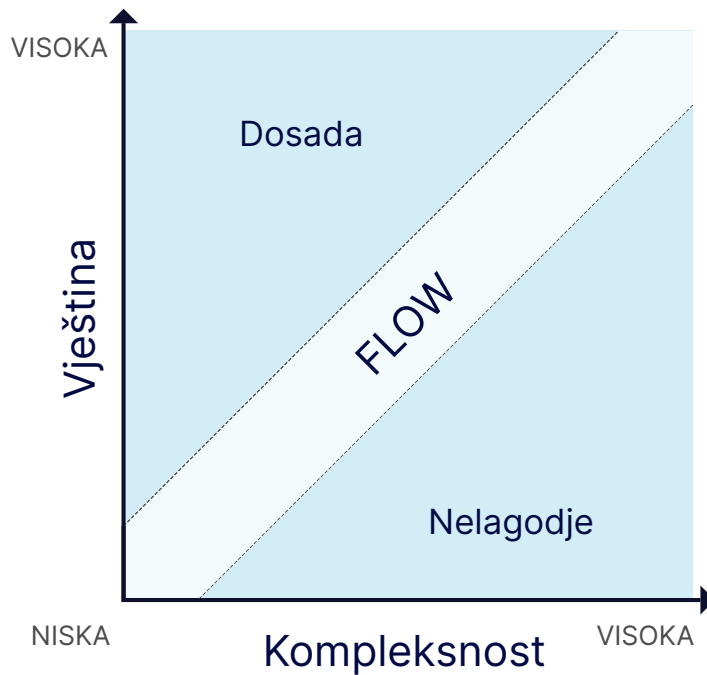 VISOKA
Dosada
Vještina
FLOW
Nelagodje
NISKA
VISOKA
Kompleksnost